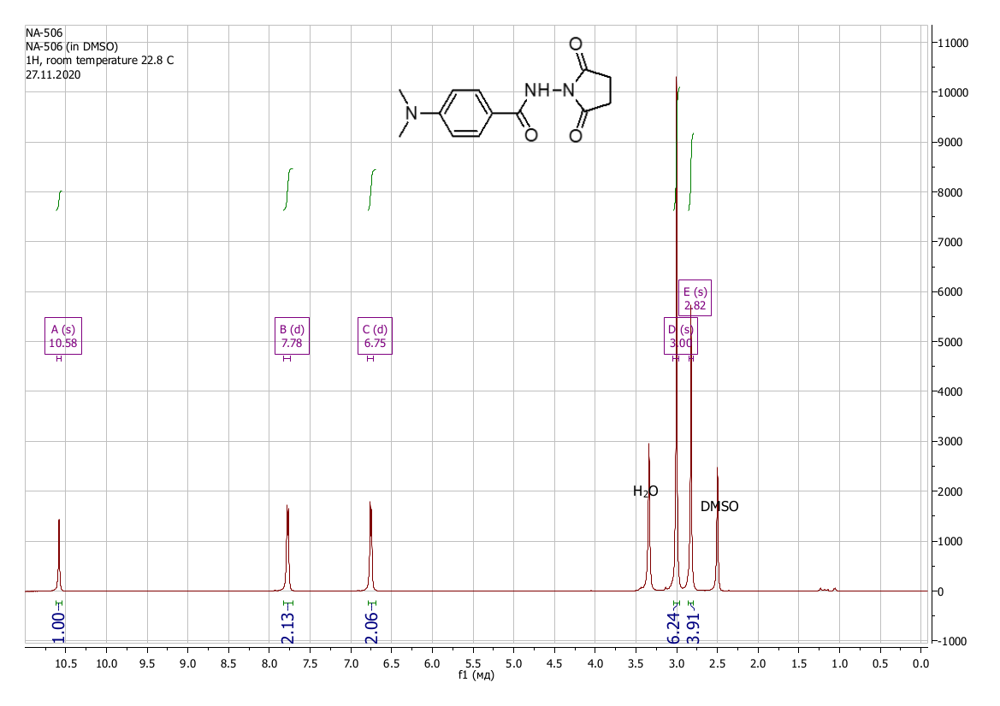 NA-506
NA-506 (in DMSO)
1H, room temperature 22.8 C
27.11.2020
O
NH
N
N
O
O
A (s)
10.58
B (d)
7.78
C (d)
6.75
D (s)
3.00
E (s)
2.82
H₂O
DMSO
1.00
2.13
2.06
6.24
3.91
11000
10000
9000
8000
7000
6000
5000
4000
3000
2000
1000
0
-1000
10.5 10.0 9.5 9.0 8.5 8.0 7.5 7.0 6.5 6.0 5.5 5.0 4.5 4.0 3.5 3.0 2.5 2.0 1.5 1.0 0.5 0.0
f1 (мд)